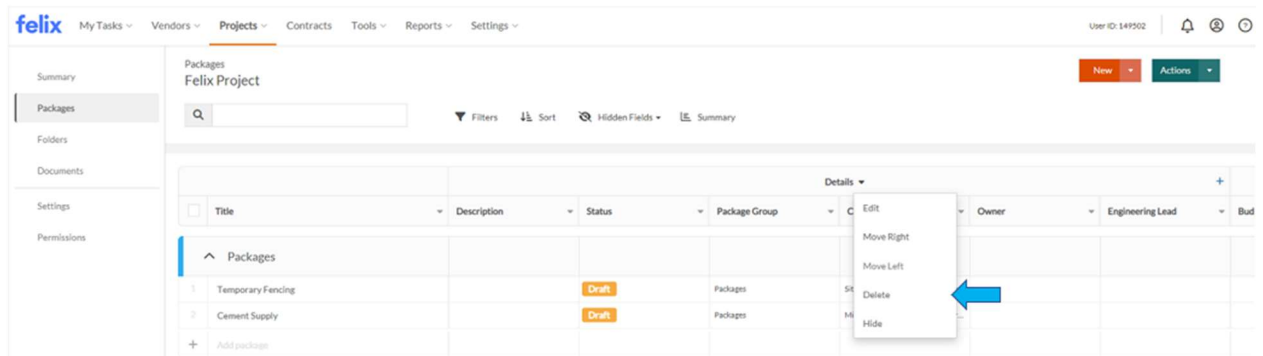 felix My Tasks Vendors Projects Contracts Tools Reports Settings User ID: 149502
Summary
Packages
Folders
Documents
Settings
Permissions
Packages
Felix Project
New Actions
Filters Sort Hidden Fields Summary
Details
Title Description Status Package Group C Owner Engineering Lead Bud
Edit
Move Right
Move Left
Delete
Hide
Packages
1 Temporary Fencing Draft Packages Sit
2 Cement Supply Draft Packages
Add package